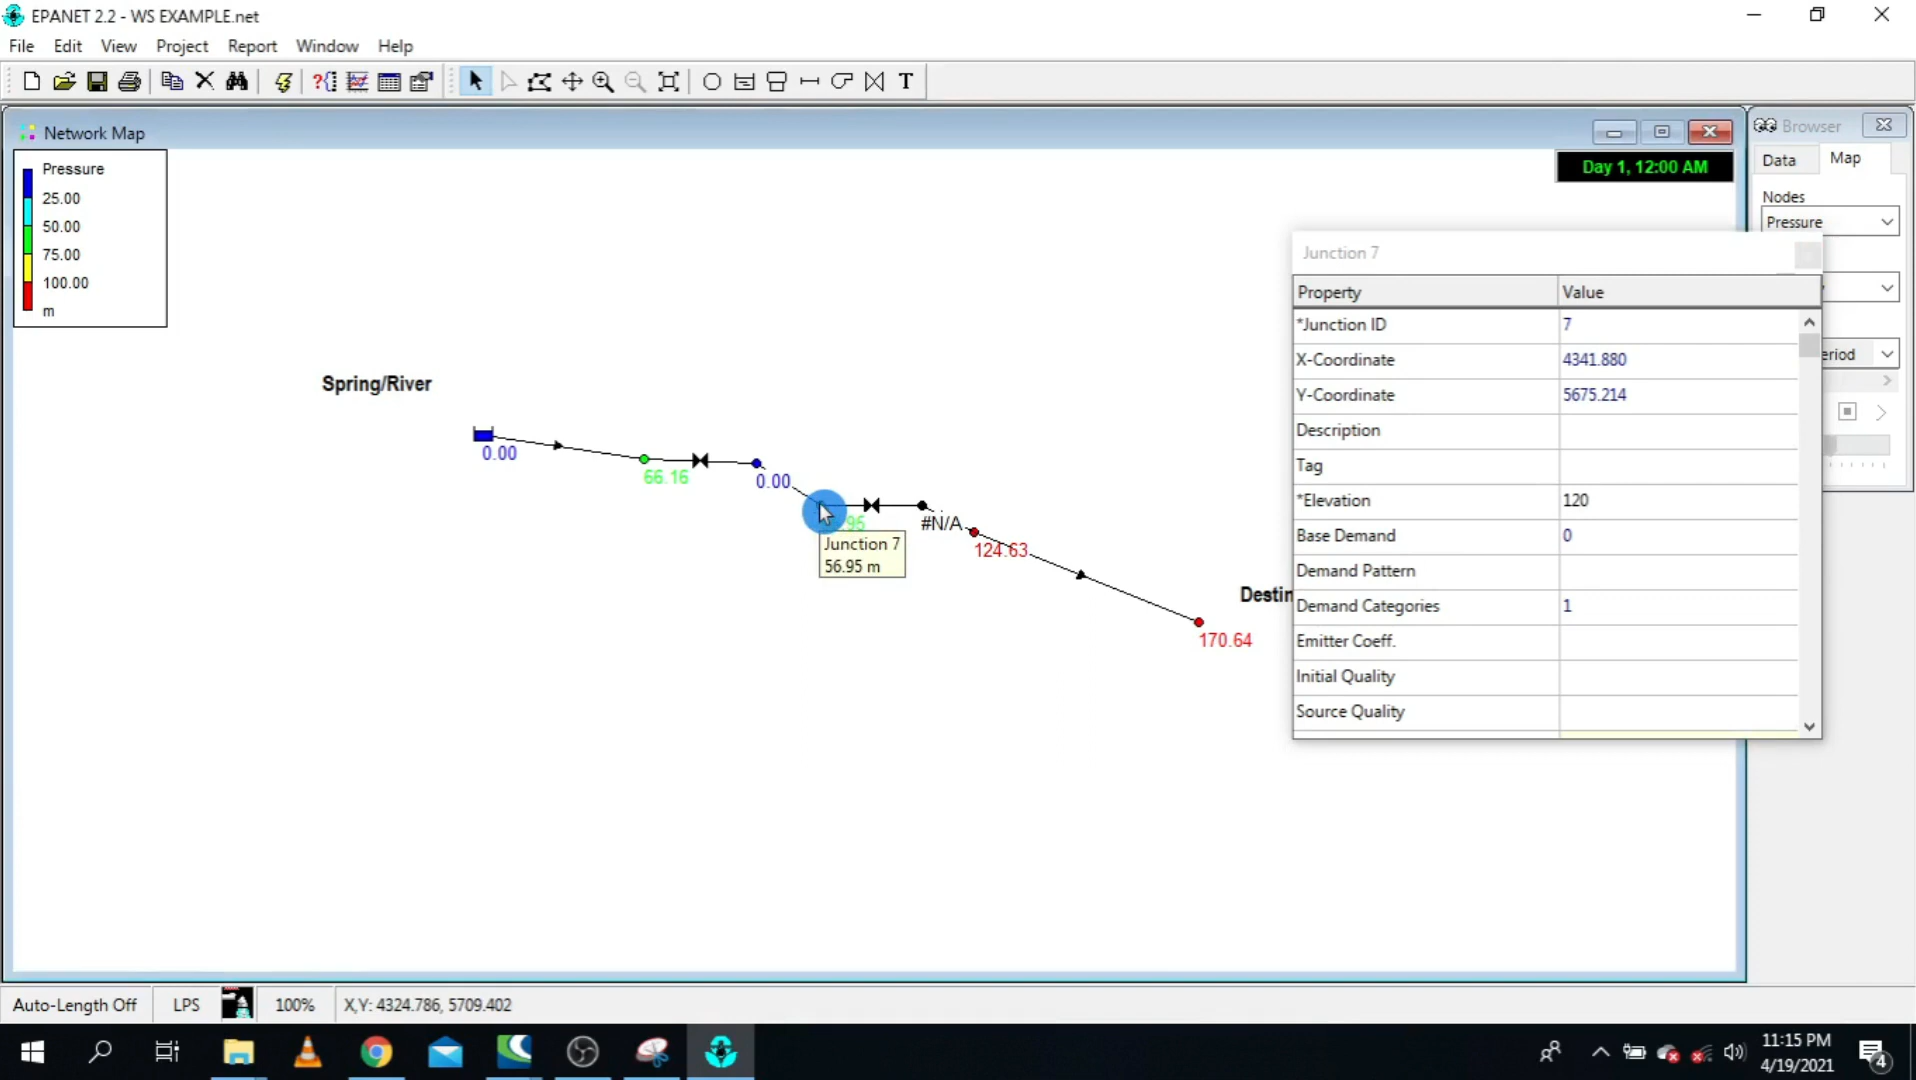 EPANET 2.2 - WS EXAMPLE.net
File Edit View Project Report Window Help
T
Network Map
Browser
Pressure
25.00
50.00
75.00
100.00
m
Day 1, 12:00 AM
Data Map
Nodes
Pressure
eriod
Spring/River
0.00
66.16
0.00
.95
#N/A
124.63
170.64
Destin
Junction 7
56.95 m
Junction 7
Property Value
*Junction ID 7
X-Coordinate 4341.880
Y-Coordinate 5675.214
Description
Tag
*Elevation 120
Base Demand 0
Demand Pattern
Demand Categories 1
Emitter Coeff.
Initial Quality
Source Quality
Auto-Length Off LPS 100% X,Y: 4324.786, 5709.402
11:15 PM
4/19/2021
4